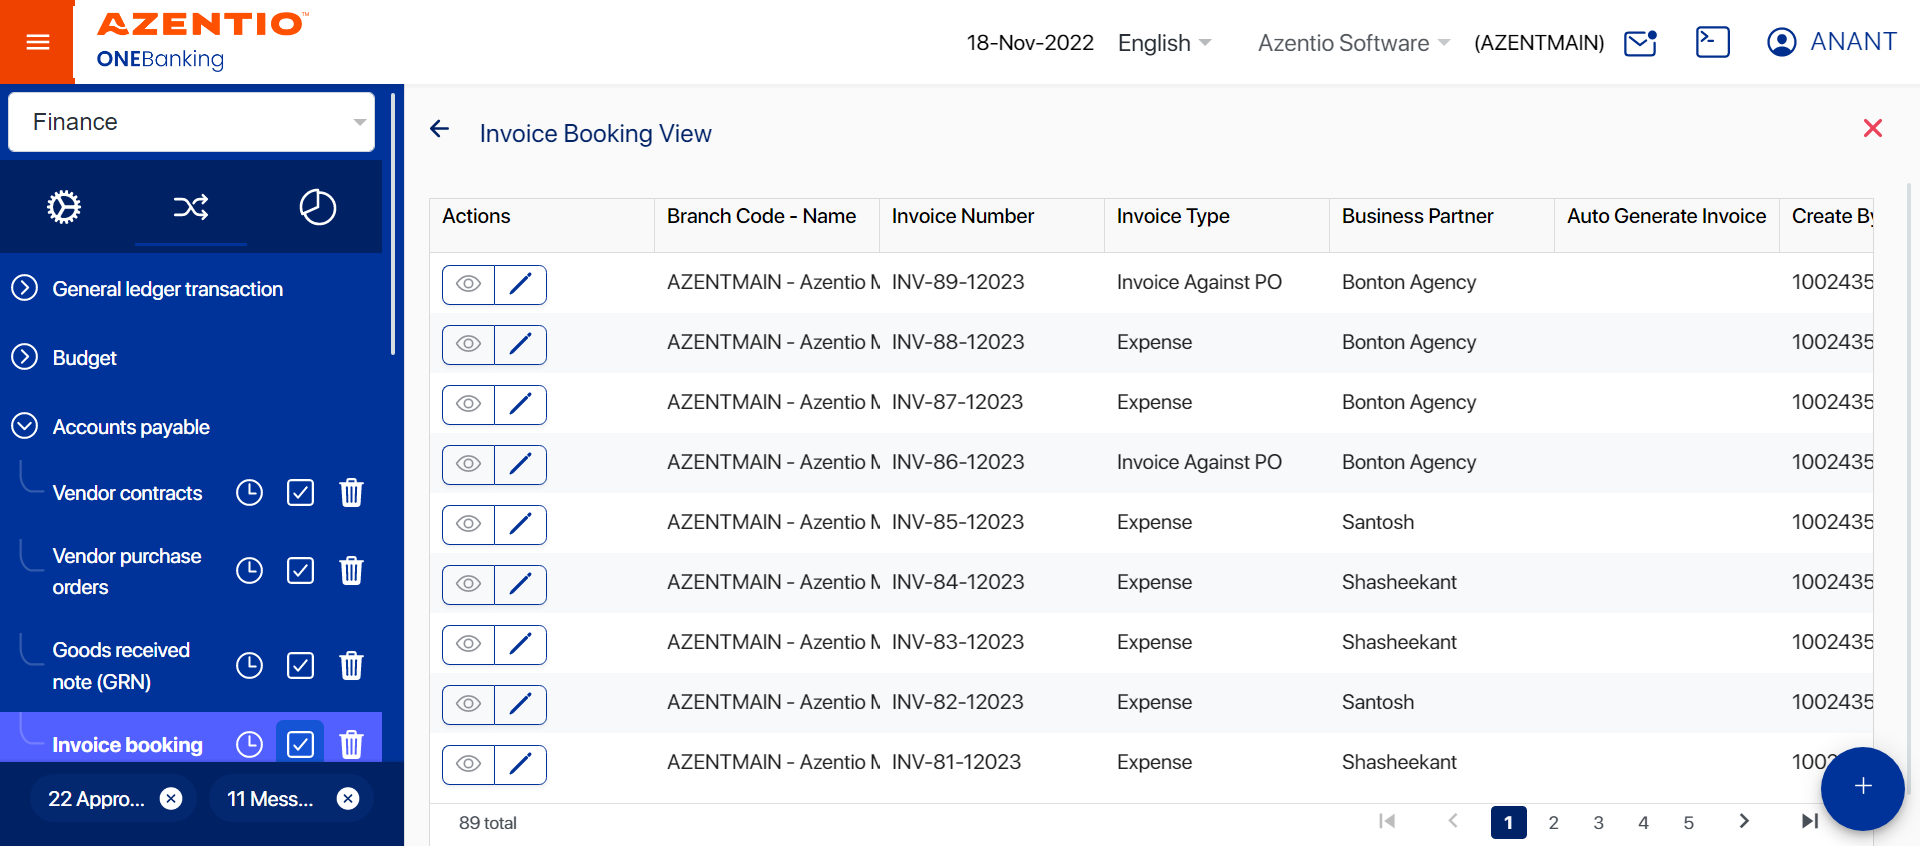 AZENTIO™
ONEBanking
18-Nov-2022 English Azentio Software (AZENTMAIN) ANANT
Finance
General ledger transaction
Budget
Accounts payable
Vendor contracts
Vendor purchase
orders
Goods received
note (GRN)
Invoice booking
22 Appro... 11 Mess...
Invoice Booking View
Actions Branch Code - Name Invoice Number Invoice Type Business Partner Auto Generate Invoice Create By
AZENTMAIN - Azentio M INV-89-12023 Invoice Against PO Bonton Agency 1002435
AZENTMAIN - Azentio M INV-88-12023 Expense Bonton Agency 1002435
AZENTMAIN - Azentio M INV-87-12023 Expense Bonton Agency 1002435
AZENTMAIN - Azentio M INV-86-12023 Invoice Against PO Bonton Agency 1002435
AZENTMAIN - Azentio M INV-85-12023 Expense Santosh 1002435
AZENTMAIN - Azentio M INV-84-12023 Expense Shasheekant 1002435
AZENTMAIN - Azentio M INV-83-12023 Expense Shasheekant 1002435
AZENTMAIN - Azentio M INV-82-12023 Expense Santosh 1002435
AZENTMAIN - Azentio M INV-81-12023 Expense Shasheekant 1002
89 total 1 2 3 4 5